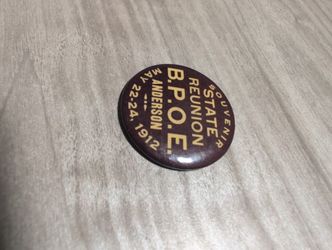 SOUVENIR
STATE
REUNION
B.P.O.E.
ANDERSON
MAY
22-24, 1912